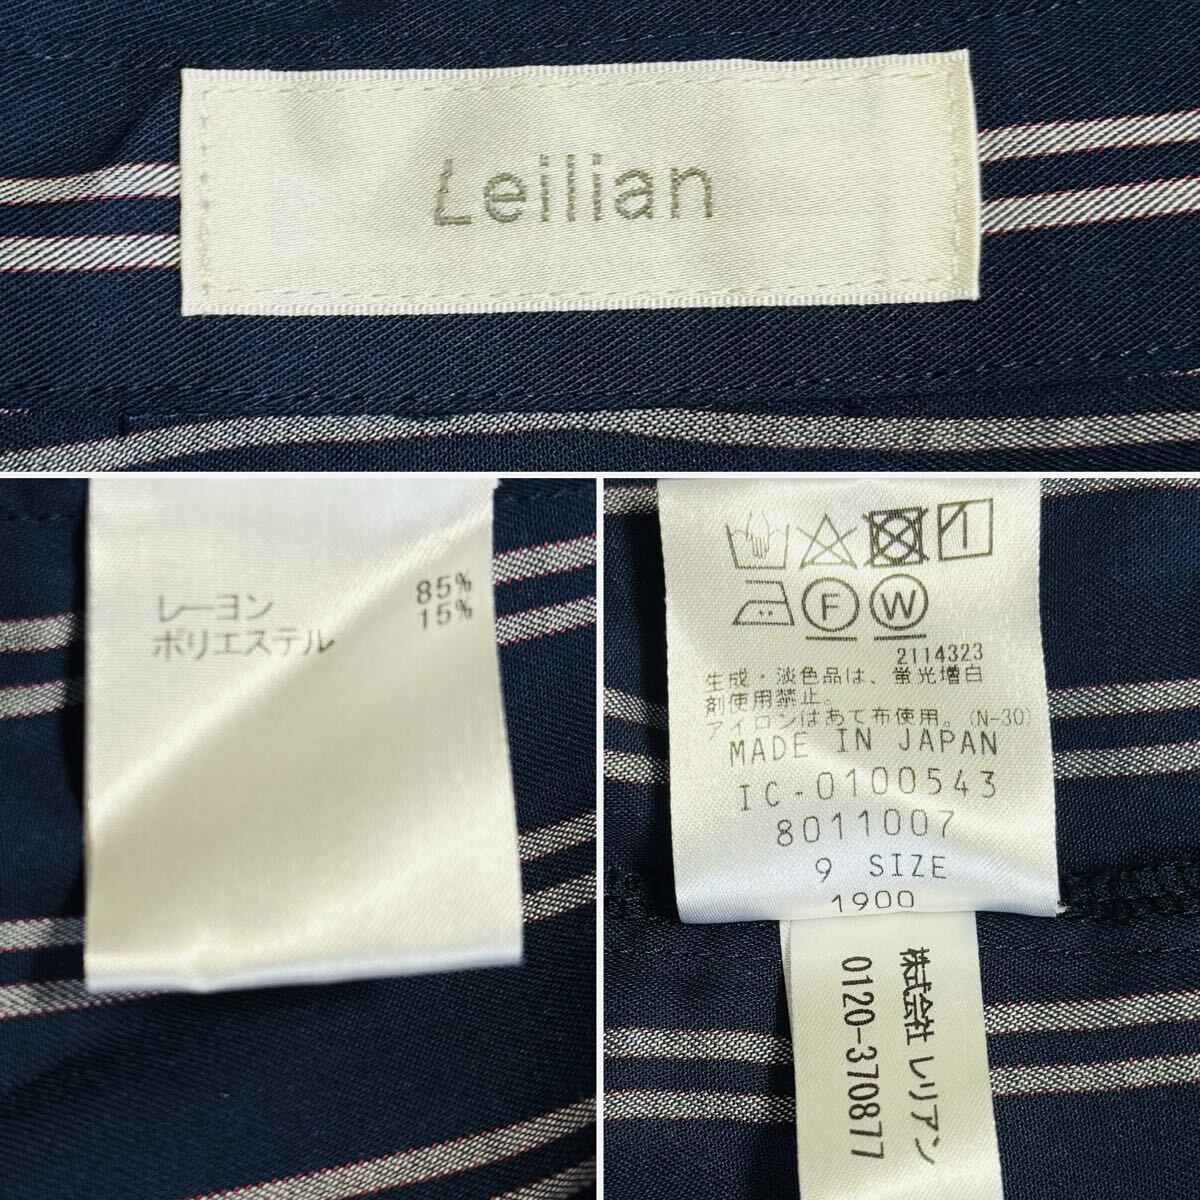 Leilian
レーヨン 85%
ポリエステル 15%
F W
2114323
生成・淡色品は、蛍光増白
剤使用禁止。
アイロンはあて布使用。(N-30)
MADE IN JAPAN
IC-0100543
8011007
9 SIZE
1900
株式会社 レリアン
0120-370877